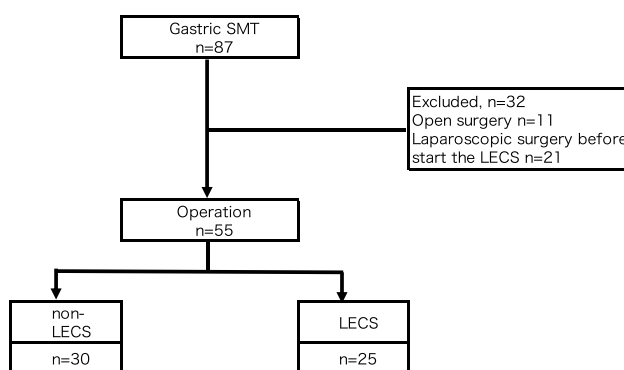 Gastric SMT
n=87
Excluded, n=32
Open surgery n=11
Laparoscopic surgery before
start the LECS n=21
Operation
n=55
non-
LECS
n=30
LECS
n=25